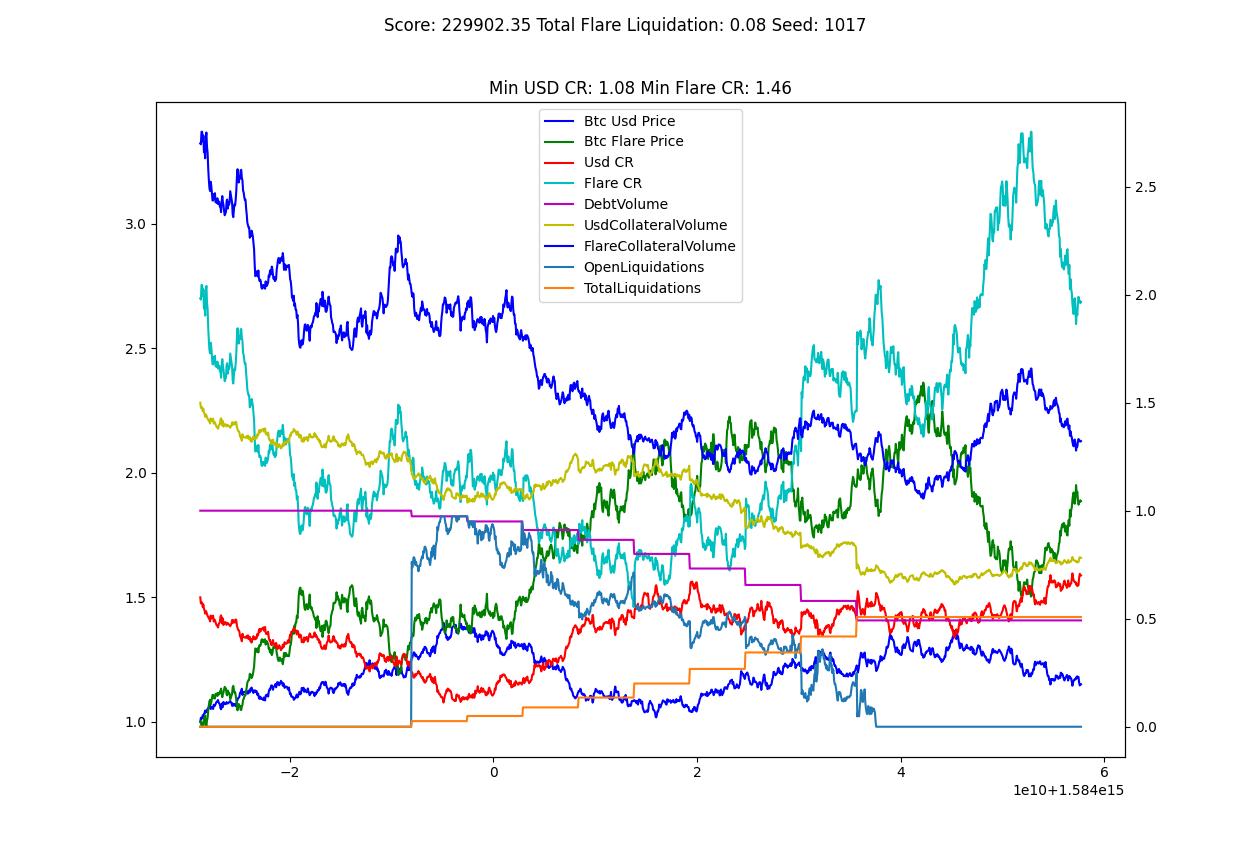 Score: 229902.35 Total Flare Liquidation: 0.08 Seed: 1017
Min USD CR: 1.08 Min Flare CR: 1.46
Btc Usd Price
Btc Flare Price
Usd CR
Flare CR
DebtVolume
UsdCollateralVolume
FlareCollateralVolume
OpenLiquidations
TotalLiquidations
3.0
2.5
2.0
1.5
1.0
2.5
2.0
1.5
1.0
0.5
0.0
−2
0
2
4
6
1e10+1.584e15